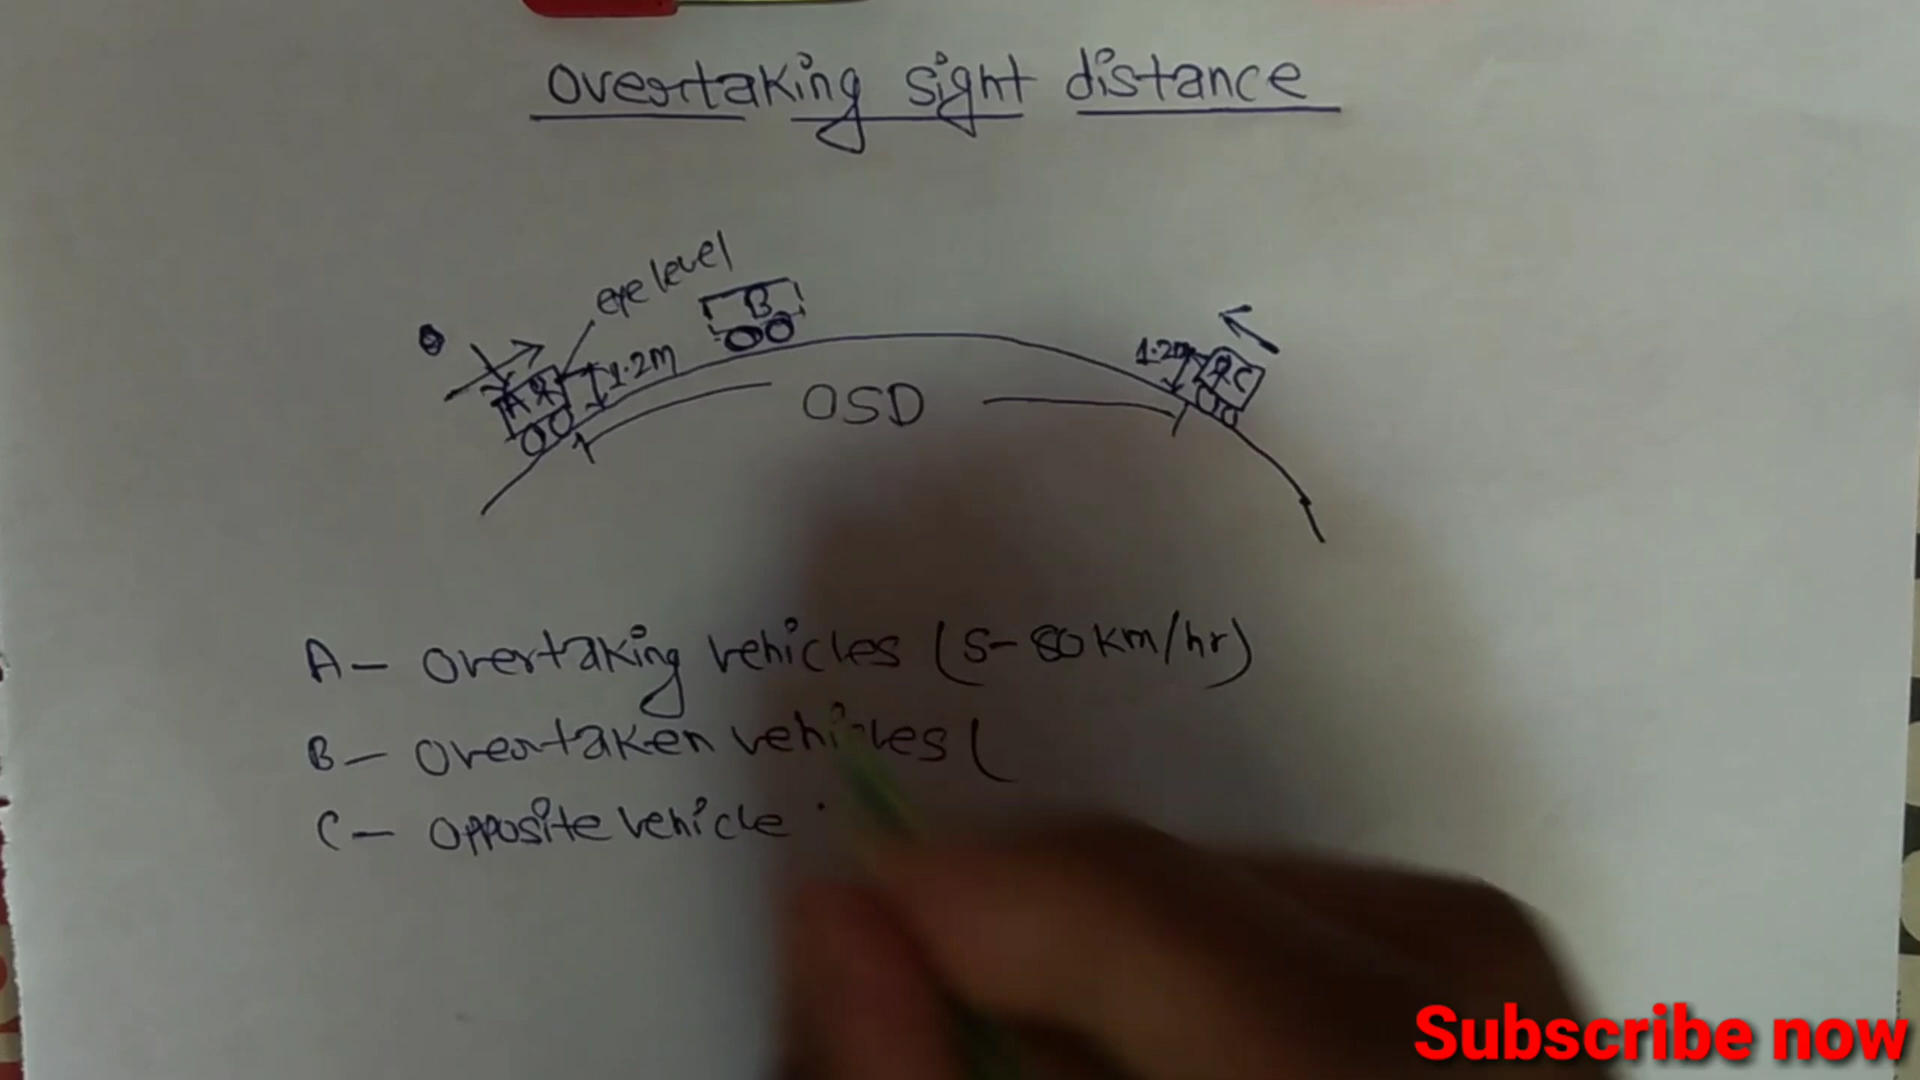 overtaking sight distance
eye level
B
1.2m
A
1.2m
C
OSD
A - overtaking vehicles (S- 80 km/hr)
B - overtaken vehicles (
C - opposite vehicle
Subscribe now